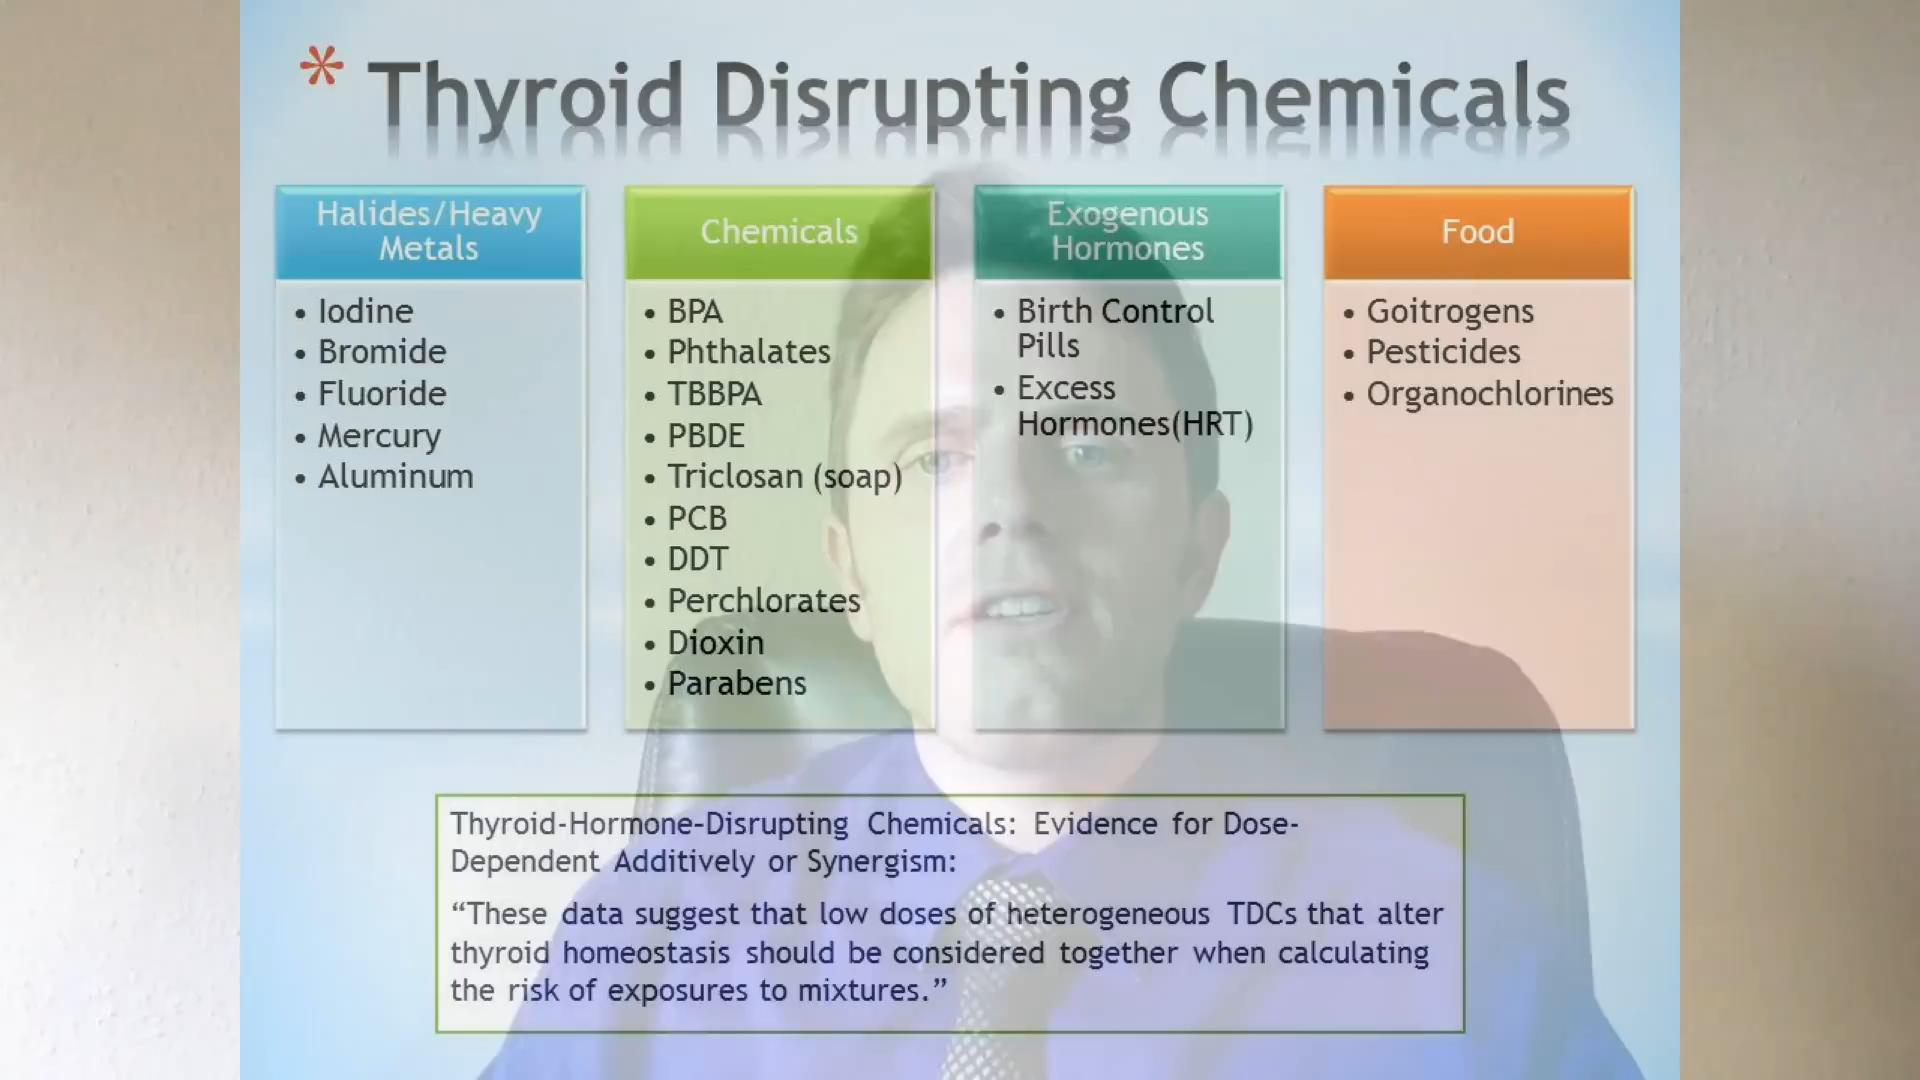 * Thyroid Disrupting Chemicals
Halides/Heavy
Metals
• Iodine
• Bromide
• Fluoride
• Mercury
• Aluminum
Chemicals
• BPA
• Phthalates
• TBBPA
• PBDE
• Triclosan (soap)
• PCB
• DDT
• Perchlorates
• Dioxin
• Parabens
Exogenous
Hormones
• Birth Control
Pills
• Excess
Hormones(HRT)
Food
• Goitrogens
• Pesticides
• Organochlorines
Thyroid-Hormone–Disrupting Chemicals: Evidence for Dose-
Dependent Additively or Synergism:
“These data suggest that low doses of heterogeneous TDCs that alter
thyroid homeostasis should be considered together when calculating
the risk of exposures to mixtures.”